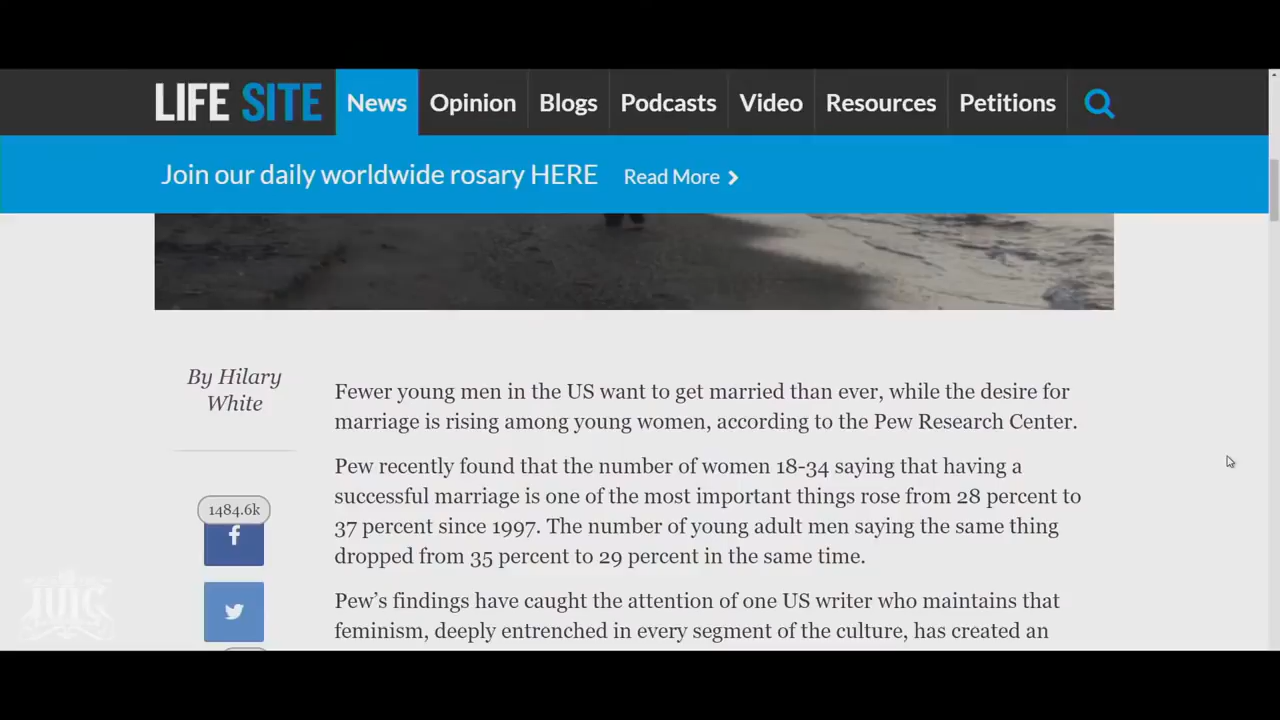 LIFE SITE
News
Opinion
Blogs
Podcasts
Video
Resources
Petitions
Join our daily worldwide rosary HERE
Read More
By Hilary
White
Fewer young men in the US want to get married than ever, while the desire for
marriage is rising among young women, according to the Pew Research Center.
Pew recently found that the number of women 18-34 saying that having a
successful marriage is one of the most important things rose from 28 percent to
37 percent since 1997. The number of young adult men saying the same thing
dropped from 35 percent to 29 percent in the same time.
1484.6k
Pew’s findings have caught the attention of one US writer who maintains that
feminism, deeply entrenched in every segment of the culture, has created an